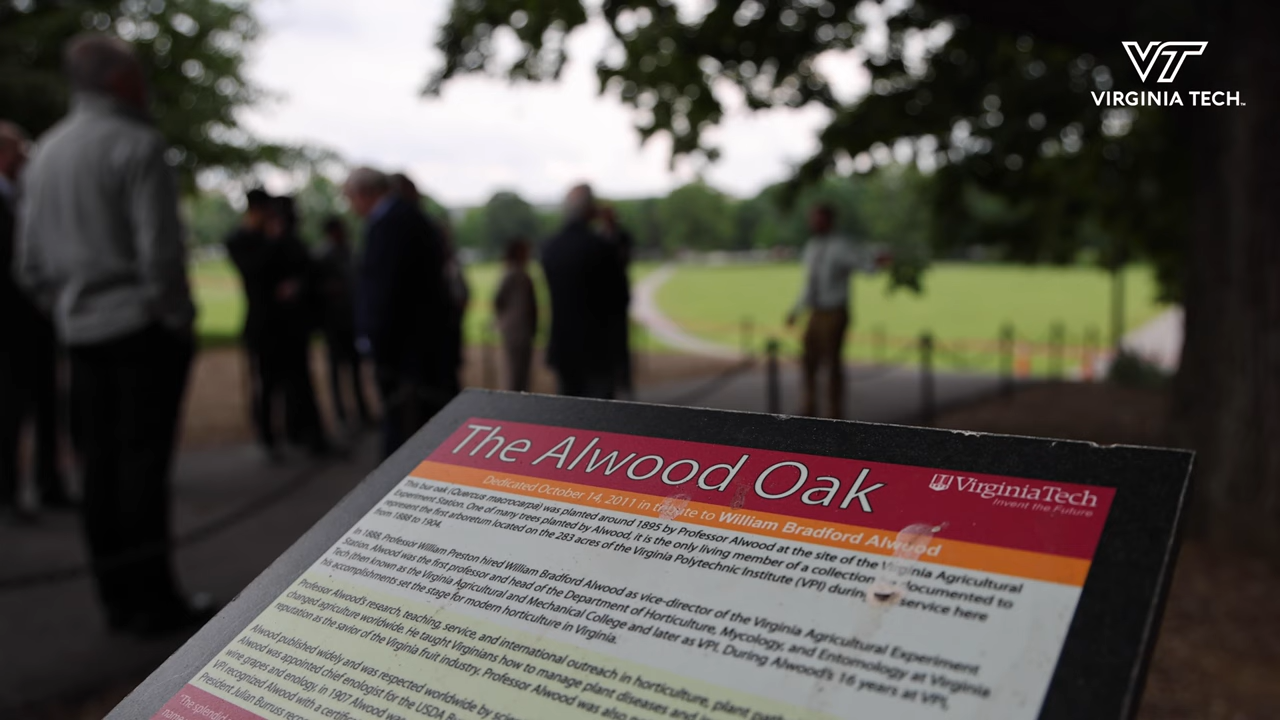 VT
VIRGINIA TECH™
The Alwood Oak
VirginiaTech
Invent the Future
Dedicated October 14, 2011 in tribute to William Bradford Alwood
This bur oak (Quercus macrocarpa) was planted around 1895 by Professor Alwood at the site of the Virginia Agricultural
Experiment Station. One of many trees planted by Alwood, it is the only living member of a collection documented to
represent the first arboretum located on the 283 acres of the Virginia Polytechnic Institute (VPI) during service here
from 1888 to 1904.
In 1888, Professor William Preston hired William Bradford Alwood as vice-director of the Virginia Agricultural Experiment
Station. Alwood was the first professor and head of the Department of Horticulture, Mycology, and Entomology at Virginia
Tech (then known as the Virginia Agricultural and Mechanical College and later as VPI. During Alwood's 16 years at VPI,
his accomplishments set the stage for modern horticulture in Virginia.
Professor Alwood's research, teaching, service, and international outreach in horticulture, plant
changed agriculture worldwide. He taught Virginians how to manage plant diseases and
reputation as the savior of the Virginia fruit industry. Professor Alwood was also
Alwood published widely and was respected worldwide by
Alwood was appointed chief enologist for the USDA
wine grapes and enology. In 1907 Alwood was
VPI recognized Alwood with a
President Julian Burruss
The splendid